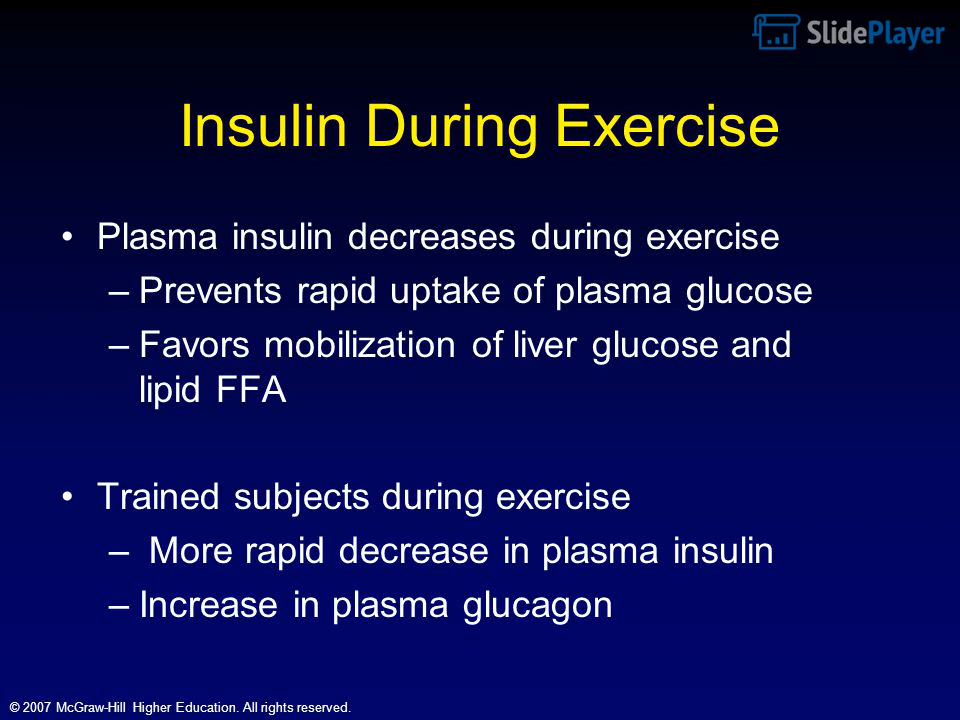 SlidePlayer
Insulin During Exercise
• Plasma insulin decreases during exercise
– Prevents rapid uptake of plasma glucose
– Favors mobilization of liver glucose and
lipid FFA
• Trained subjects during exercise
– More rapid decrease in plasma insulin
– Increase in plasma glucagon
© 2007 McGraw-Hill Higher Education. All rights reserved.